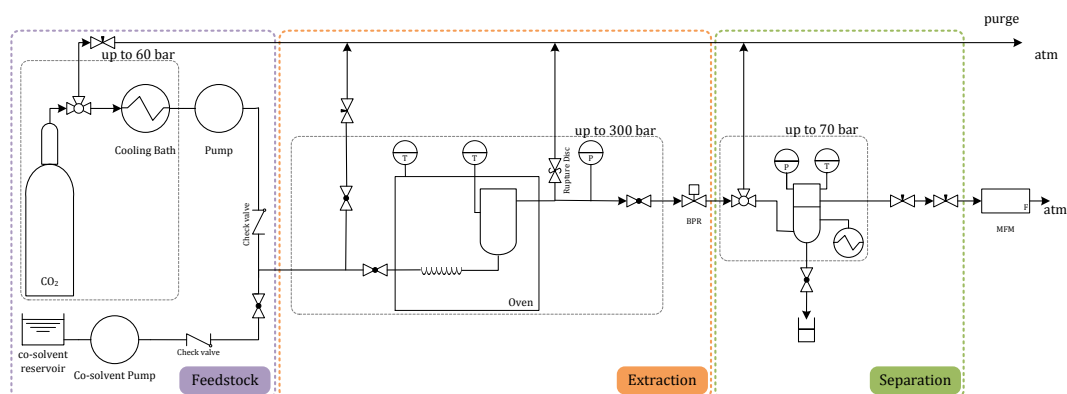 purge
atm
up to 60 bar
up to 300 bar
up to 70 bar
Cooling Bath
Pump
T
T
Rupture Disc
P
P
T
Check valve
BPR
F
MFM
atm
CO₂
Oven
co-solvent
reservoir
Co-solvent Pump
Check valve
Feedstock
Extraction
Separation